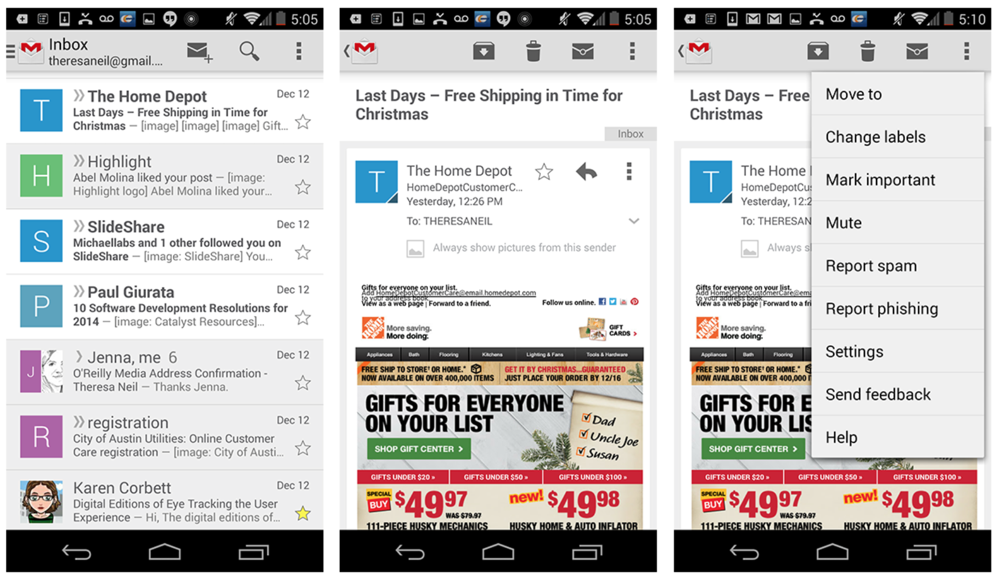 5:05
Inbox
theresaneil@gmail....
T
The Home Depot
Dec 12
Last Days – Free Shipping in Time for
Christmas – [image] [image] [image] Gift...
H
Highlight
Dec 12
Abel Molina liked your post – [image:
Highlight logo] Abel Molina liked your...
S
SlideShare
Dec 12
Michaellabs and 1 other followed you on
SlideShare – [image: SlideShare] You...
P
Paul Giurata
Dec 12
10 Software Development Resolutions for
2014 – [image: Catalyst Resources]...
J
Jenna, me 6
Dec 12
O'Reilly Media Address Confirmation -
Theresa Neil – Thanks Jenna.
R
registration
Dec 12
City of Austin Utilities: Online Customer
Care registration – [image: City of Austi...
Karen Corbett
Dec 12
Digital Editions of Eye Tracking the User
Experience – Hi, The digital editions of...
5:05
Last Days – Free Shipping in Time for
Christmas
Inbox
T
The Home Depot
HomeDepotCustomerC...
Yesterday, 12:26 PM
To: THERESANEIL
Always show pictures from this sender
Gifts for everyone on your list.
Add HomeDepotCustomerCare@email.homedepot.com
to your address book.
View as a web page | Forward to a friend.
Follow us online.
THE HOME DEPOT
More saving.
More doing.
GIFT
CARDS >
Appliances Bath Flooring Kitchens Lighting & Fans Tools & Hardware
FREE SHIP TO STORE† OR HOME.*
NOW AVAILABLE ON OVER 400,000 ITEMS
GET IT BY CHRISTMAS...GUARANTEED
JUST PLACE YOUR ORDER BY 12/16
GIFTS FOR EVERYONE
ON YOUR LIST
Dad
Uncle Joe
Susan
SHOP GIFT CENTER >
GIFTS UNDER $20 » GIFTS UNDER $50 » GIFTS UNDER $100 »
SPECIAL
BUY
$4997
WAS $79.97
new! $4998
111-PIECE HUSKY MECHANICS
HUSKY HOME & AUTO INFLATOR
5:10
Last Days – Free
Christmas
T
The Home
HomeDepotCu
Yesterday, 12:2
To: THERESAN
Always s
Gifts for everyone on your list.
Add HomeDepotCustomerCare@ema
to your address book.
View as a web page | Forward to a fri
THE HOME DEPOT
More saving.
More doing.
Appliances Bath Flooring
FREE SHIP TO STORE† OR HOME.*
NOW AVAILABLE ON OVER 400,000 I
GIFTS FOR E
ON YOUR LIS
SHOP GIFT CENTER >
GIFTS UNDER $20 » GIFTS UNDER $50 » GIFTS UNDER $100 »
SPECIAL
BUY
$4997
WAS $79.97
new! $4998
111-PIECE HUSKY MECHANICS
HUSKY HOME & AUTO INFLATOR
Move to
Change labels
Mark important
Mute
Report spam
Report phishing
Settings
Send feedback
Help